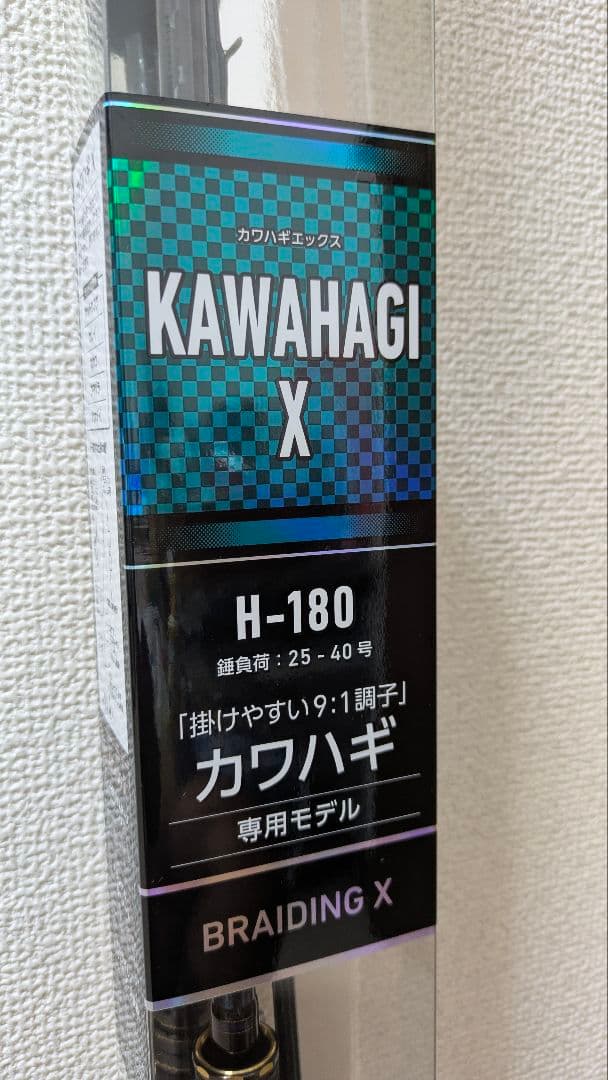 カワハギエックス
KAWAHAGI
X
H-180
錘負荷：25-40号
「掛けやすい9:1調子」
カワハギ
専用モデル
BRAIDING X